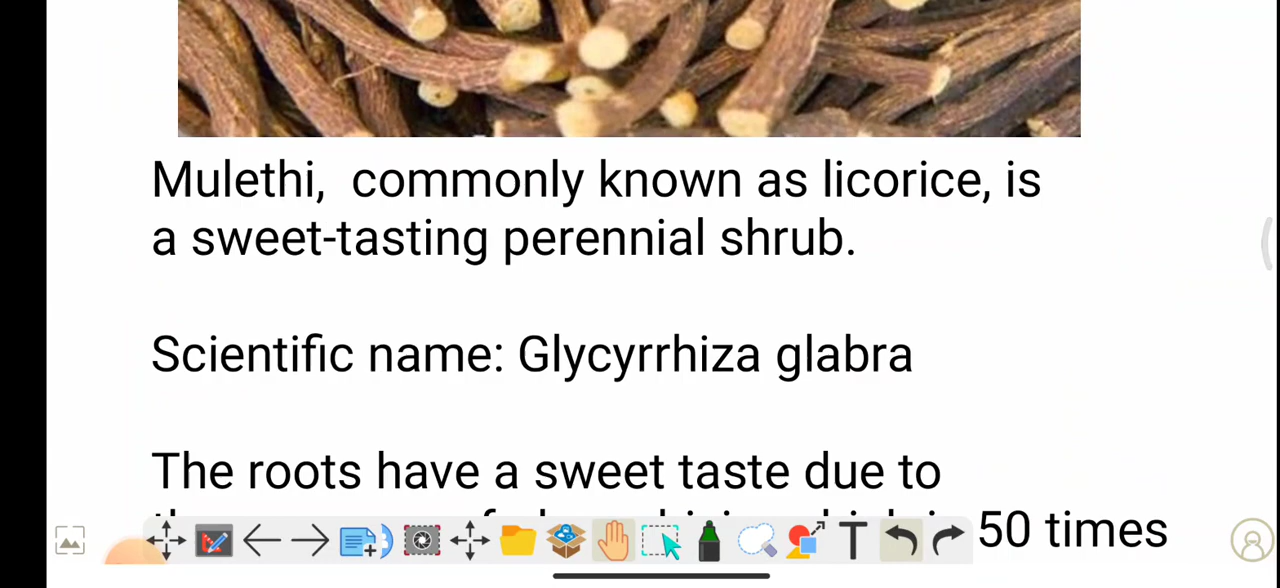 Mulethi,  commonly known as licorice, is
a sweet-tasting perennial shrub.
Scientific name: Glycyrrhiza glabra
The roots have a sweet taste due to
50 times